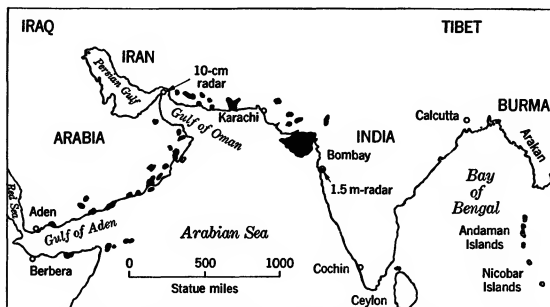 IRAQ
TIBET
IRAN
10-cm
radar
Persian Gulf
Gulf of Oman
Karachi
Calcutta
BURMA
ARABIA
INDIA
Arakan
Bombay
1.5 m-radar
Bay
of
Bengal
Red Sea
Aden
Gulf of Aden
Arabian Sea
Andaman
Islands
Berbera
0 500 1000
Statue miles
Cochin
Nicobar
Islands
Ceylon